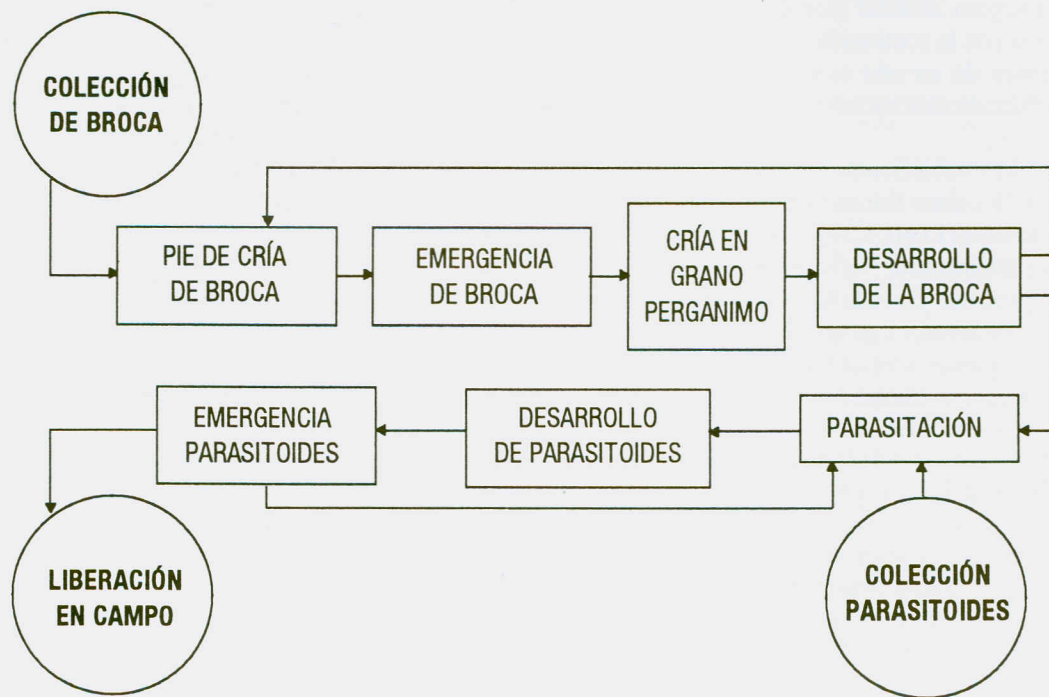 COLECCIÓN
DE BROCA
PIE DE CRÍA
DE BROCA
EMERGENCIA
DE BROCA
CRÍA EN
GRANO
PERGANIMO
DESARROLLO
DE LA BROCA
EMERGENCIA
PARASITOIDES
DESARROLLO
DE PARASITOIDES
PARASITACIÓN
LIBERACIÓN
EN CAMPO
COLECCIÓN
PARASITOIDES